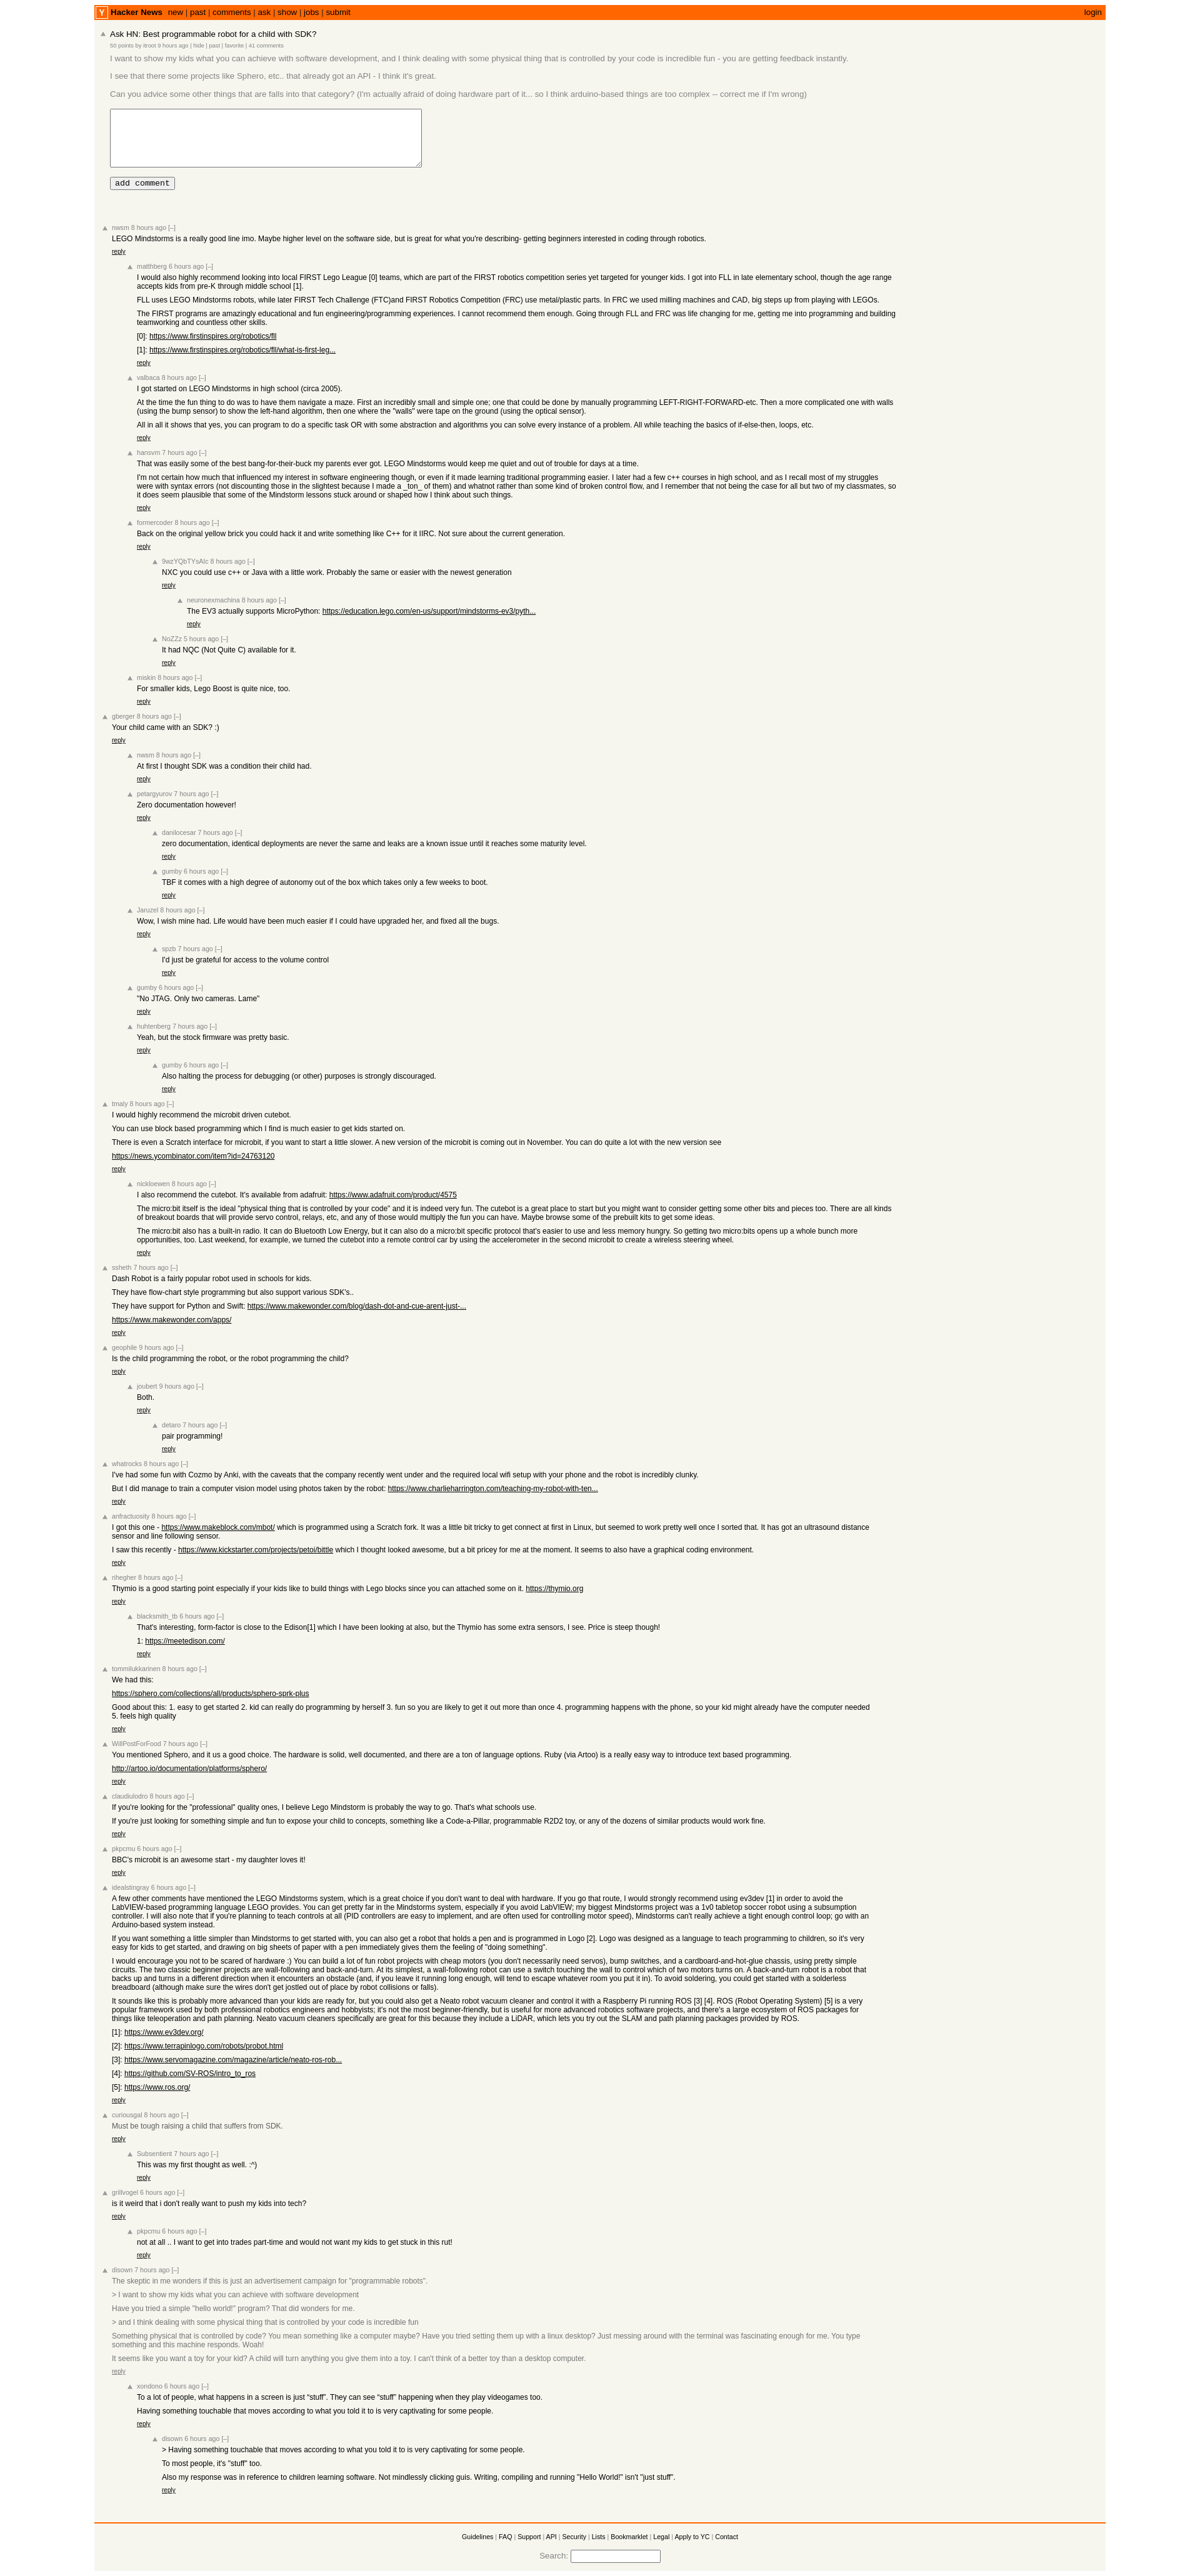 Y Hacker News new | past | comments | ask | show | jobs | submit login
Ask HN: Best programmable robot for a child with SDK?
50 points by itroot 9 hours ago | hide | past | favorite | 41 comments
I want to show my kids what you can achieve with software development, and I think dealing with some physical thing that is controlled by your code is incredible fun - you are getting feedback instantly.
I see that there some projects like Sphero, etc.. that already got an API - I think it's great.
Can you advice some other things that are falls into that category? (I'm actually afraid of doing hardware part of it... so I think arduino-based things are too complex -- correct me if I'm wrong)
add comment
nwsm 8 hours ago [–]
LEGO Mindstorms is a really good line imo. Maybe higher level on the software side, but is great for what you're describing- getting beginners interested in coding through robotics.
reply
matthberg 6 hours ago [–]
I would also highly recommend looking into local FIRST Lego League [0] teams, which are part of the FIRST robotics competition series yet targeted for younger kids. I got into FLL in late elementary school, though the age range
accepts kids from pre-K through middle school [1].
FLL uses LEGO Mindstorms robots, while later FIRST Tech Challenge (FTC)and FIRST Robotics Competition (FRC) use metal/plastic parts. In FRC we used milling machines and CAD, big steps up from playing with LEGOs.
The FIRST programs are amazingly educational and fun engineering/programming experiences. I cannot recommend them enough. Going through FLL and FRC was life changing for me, getting me into programming and building
teamworking and countless other skills.
[0]: https://www.firstinspires.org/robotics/fll
[1]: https://www.firstinspires.org/robotics/fll/what-is-first-leg...
reply
valbaca 8 hours ago [–]
I got started on LEGO Mindstorms in high school (circa 2005).
At the time the fun thing to do was to have them navigate a maze. First an incredibly small and simple one; one that could be done by manually programming LEFT-RIGHT-FORWARD-etc. Then a more complicated one with walls
(using the bump sensor) to show the left-hand algorithm, then one where the "walls" were tape on the ground (using the optical sensor).
All in all it shows that yes, you can program to do a specific task OR with some abstraction and algorithms you can solve every instance of a problem. All while teaching the basics of if-else-then, loops, etc.
reply
hansvm 7 hours ago [–]
That was easily some of the best bang-for-their-buck my parents ever got. LEGO Mindstorms would keep me quiet and out of trouble for days at a time.
I'm not certain how much that influenced my interest in software engineering though, or even if it made learning traditional programming easier. I later had a few c++ courses in high school, and as I recall most of my struggles
were with syntax errors (not discounting those in the slightest because I made a _ton_ of them) and whatnot rather than some kind of broken control flow, and I remember that not being the case for all but two of my classmates, so
it does seem plausible that some of the Mindstorm lessons stuck around or shaped how I think about such things.
reply
formercoder 8 hours ago [–]
Back on the original yellow brick you could hack it and write something like C++ for it IIRC. Not sure about the current generation.
reply
9wzYQbTYsAIc 8 hours ago [–]
NXC you could use c++ or Java with a little work. Probably the same or easier with the newest generation
reply
neuronexmachina 8 hours ago [–]
The EV3 actually supports MicroPython: https://education.lego.com/en-us/support/mindstorms-ev3/pyth...
reply
NoZZz 5 hours ago [–]
It had NQC (Not Quite C) available for it.
reply
miskin 8 hours ago [–]
For smaller kids, Lego Boost is quite nice, too.
reply
gberger 8 hours ago [–]
Your child came with an SDK? :)
reply
nwsm 8 hours ago [–]
At first I thought SDK was a condition their child had.
reply
petargyurov 7 hours ago [–]
Zero documentation however!
reply
danilocesar 7 hours ago [–]
zero documentation, identical deployments are never the same and leaks are a known issue until it reaches some maturity level.
reply
gumby 6 hours ago [–]
TBF it comes with a high degree of autonomy out of the box which takes only a few weeks to boot.
reply
Jaruzel 8 hours ago [–]
Wow, I wish mine had. Life would have been much easier if I could have upgraded her, and fixed all the bugs.
reply
spzb 7 hours ago [–]
I'd just be grateful for access to the volume control
reply
gumby 6 hours ago [–]
"No JTAG. Only two cameras. Lame"
reply
huhtenberg 7 hours ago [–]
Yeah, but the stock firmware was pretty basic.
reply
gumby 6 hours ago [–]
Also halting the process for debugging (or other) purposes is strongly discouraged.
reply
tmaly 8 hours ago [–]
I would highly recommend the microbit driven cutebot.
You can use block based programming which I find is much easier to get kids started on.
There is even a Scratch interface for microbit, if you want to start a little slower. A new version of the microbit is coming out in November. You can do quite a lot with the new version see
https://news.ycombinator.com/item?id=24763120
reply
nickloewen 8 hours ago [–]
I also recommend the cutebot. It's available from adafruit: https://www.adafruit.com/product/4575
The micro:bit itself is the ideal "physical thing that is controlled by your code" and it is indeed very fun. The cutebot is a great place to start but you might want to consider getting some other bits and pieces too. There are all kinds
of breakout boards that will provide servo control, relays, etc, and any of those would multiply the fun you can have. Maybe browse some of the prebuilt kits to get some ideas.
The micro:bit also has a built-in radio. It can do Bluetooth Low Energy, but it can also do a micro:bit specific protocol that's easier to use and less memory hungry. So getting two micro:bits opens up a whole bunch more
opportunities, too. Last weekend, for example, we turned the cutebot into a remote control car by using the accelerometer in the second microbit to create a wireless steering wheel.
reply
ssheth 7 hours ago [–]
Dash Robot is a fairly popular robot used in schools for kids.
They have flow-chart style programming but also support various SDK's..
They have support for Python and Swift: https://www.makewonder.com/blog/dash-dot-and-cue-arent-just-...
https://www.makewonder.com/apps/
reply
geophile 9 hours ago [–]
Is the child programming the robot, or the robot programming the child?
reply
joubert 9 hours ago [–]
Both.
reply
detaro 7 hours ago [–]
pair programming!
reply
whatrocks 8 hours ago [–]
I've had some fun with Cozmo by Anki, with the caveats that the company recently went under and the required local wifi setup with your phone and the robot is incredibly clunky.
But I did manage to train a computer vision model using photos taken by the robot: https://www.charlieharrington.com/teaching-my-robot-with-ten...
reply
anfractuosity 8 hours ago [–]
I got this one - https://www.makeblock.com/mbot/ which is programmed using a Scratch fork. It was a little bit tricky to get connect at first in Linux, but seemed to work pretty well once I sorted that. It has got an ultrasound distance
sensor and line following sensor.
I saw this recently - https://www.kickstarter.com/projects/petoi/bittle which I thought looked awesome, but a bit pricey for me at the moment. It seems to also have a graphical coding environment.
reply
rihegher 8 hours ago [–]
Thymio is a good starting point especially if your kids like to build things with Lego blocks since you can attached some on it. https://thymio.org
reply
blacksmith_tb 6 hours ago [–]
That's interesting, form-factor is close to the Edison[1] which I have been looking at also, but the Thymio has some extra sensors, I see. Price is steep though!
1: https://meetedison.com/
reply
tommilukkarinen 8 hours ago [–]
We had this:
https://sphero.com/collections/all/products/sphero-sprk-plus
Good about this: 1. easy to get started 2. kid can really do programming by herself 3. fun so you are likely to get it out more than once 4. programming happens with the phone, so your kid might already have the computer needed
5. feels high quality
reply
WillPostForFood 7 hours ago [–]
You mentioned Sphero, and it us a good choice. The hardware is solid, well documented, and there are a ton of language options. Ruby (via Artoo) is a really easy way to introduce text based programming.
http://artoo.io/documentation/platforms/sphero/
reply
claudiulodro 8 hours ago [–]
If you're looking for the "professional" quality ones, I believe Lego Mindstorm is probably the way to go. That's what schools use.
If you're just looking for something simple and fun to expose your child to concepts, something like a Code-a-Pillar, programmable R2D2 toy, or any of the dozens of similar products would work fine.
reply
pkpcmu 6 hours ago [–]
BBC's microbit is an awesome start - my daughter loves it!
reply
idealstingray 6 hours ago [–]
A few other comments have mentioned the LEGO Mindstorms system, which is a great choice if you don't want to deal with hardware. If you go that route, I would strongly recommend using ev3dev [1] in order to avoid the
LabVIEW-based programming language LEGO provides. You can get pretty far in the Mindstorms system, especially if you avoid LabVIEW; my biggest Mindstorms project was a 1v0 tabletop soccer robot using a subsumption
controller. I will also note that if you're planning to teach controls at all (PID controllers are easy to implement, and are often used for controlling motor speed), Mindstorms can't really achieve a tight enough control loop; go with an
Arduino-based system instead.
If you want something a little simpler than Mindstorms to get started with, you can also get a robot that holds a pen and is programmed in Logo [2]. Logo was designed as a language to teach programming to children, so it's very
easy for kids to get started, and drawing on big sheets of paper with a pen immediately gives them the feeling of "doing something".
I would encourage you not to be scared of hardware :) You can build a lot of fun robot projects with cheap motors (you don't necessarily need servos), bump switches, and a cardboard-and-hot-glue chassis, using pretty simple
circuits. The two classic beginner projects are wall-following and back-and-turn. At its simplest, a wall-following robot can use a switch touching the wall to control which of two motors turns on. A back-and-turn robot is a robot that
backs up and turns in a different direction when it encounters an obstacle (and, if you leave it running long enough, will tend to escape whatever room you put it in). To avoid soldering, you could get started with a solderless
breadboard (although make sure the wires don't get jostled out of place by robot collisions or falls).
It sounds like this is probably more advanced than your kids are ready for, but you could also get a Neato robot vacuum cleaner and control it with a Raspberry Pi running ROS [3] [4]. ROS (Robot Operating System) [5] is a very
popular framework used by both professional robotics engineers and hobbyists; it's not the most beginner-friendly, but is useful for more advanced robotics software projects, and there's a large ecosystem of ROS packages for
things like teleoperation and path planning. Neato vacuum cleaners specifically are great for this because they include a LiDAR, which lets you try out the SLAM and path planning packages provided by ROS.
[1]: https://www.ev3dev.org/
[2]: https://www.terrapinlogo.com/robots/probot.html
[3]: https://www.servomagazine.com/magazine/article/neato-ros-rob...
[4]: https://github.com/SV-ROS/intro_to_ros
[5]: https://www.ros.org/
reply
curiousgal 8 hours ago [–]
Must be tough raising a child that suffers from SDK.
reply
Subsentient 7 hours ago [–]
This was my first thought as well. :^)
reply
grillvogel 6 hours ago [–]
is it weird that i don't really want to push my kids into tech?
reply
pkpcmu 6 hours ago [–]
not at all .. I want to get into trades part-time and would not want my kids to get stuck in this rut!
reply
disown 7 hours ago [–]
The skeptic in me wonders if this is just an advertisement campaign for "programmable robots".
> I want to show my kids what you can achieve with software development
Have you tried a simple "hello world!" program? That did wonders for me.
> and I think dealing with some physical thing that is controlled by your code is incredible fun
Something physical that is controlled by code? You mean something like a computer maybe? Have you tried setting them up with a linux desktop? Just messing around with the terminal was fascinating enough for me. You type
something and this machine responds. Woah!
It seems like you want a toy for your kid? A child will turn anything you give them into a toy. I can't think of a better toy than a desktop computer.
reply
xondono 6 hours ago [–]
To a lot of people, what happens in a screen is just “stuff”. They can see “stuff” happening when they play videogames too.
Having something touchable that moves according to what you told it to is very captivating for some people.
reply
disown 6 hours ago [–]
> Having something touchable that moves according to what you told it to is very captivating for some people.
To most people, it's "stuff" too.
Also my response was in reference to children learning software. Not mindlessly clicking guis. Writing, compiling and running "Hello World!" isn't "just stuff".
reply
Guidelines | FAQ | Support | API | Security | Lists | Bookmarklet | Legal | Apply to YC | Contact
Search: